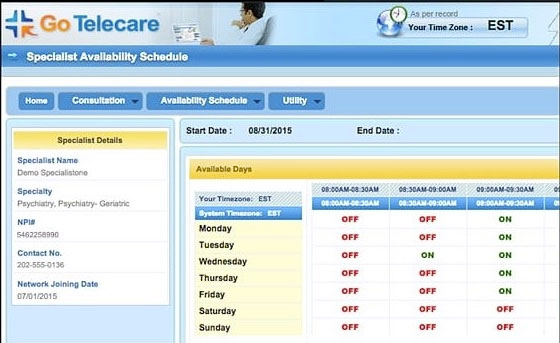 Go Telecare
As per record
Your Time Zone : EST
Specialist Availability Schedule
Home Consultation Availability Schedule Utility
Specialist Details
Specialist Name
Demo Specialistone
Specialty
Psychiatry, Psychiatry- Geriatric
NPI#
5462258990
Contact No.
202-555-0136
Network Joining Date
07/01/2015
Start Date : 08/31/2015 End Date :
Available Days
Your Timezone: EST 08:00AM-08:30AM 08:30AM-09:00AM 09:00AM-09:30AM
System Timezone: EST 08:00AM-08:30AM 08:30AM-09:00AM 09:00AM-09:30AM
Monday OFF OFF ON
Tuesday OFF OFF ON
Wednesday OFF ON ON
Thursday OFF OFF ON
Friday OFF OFF ON
Saturday OFF OFF OFF
Sunday OFF OFF OFF